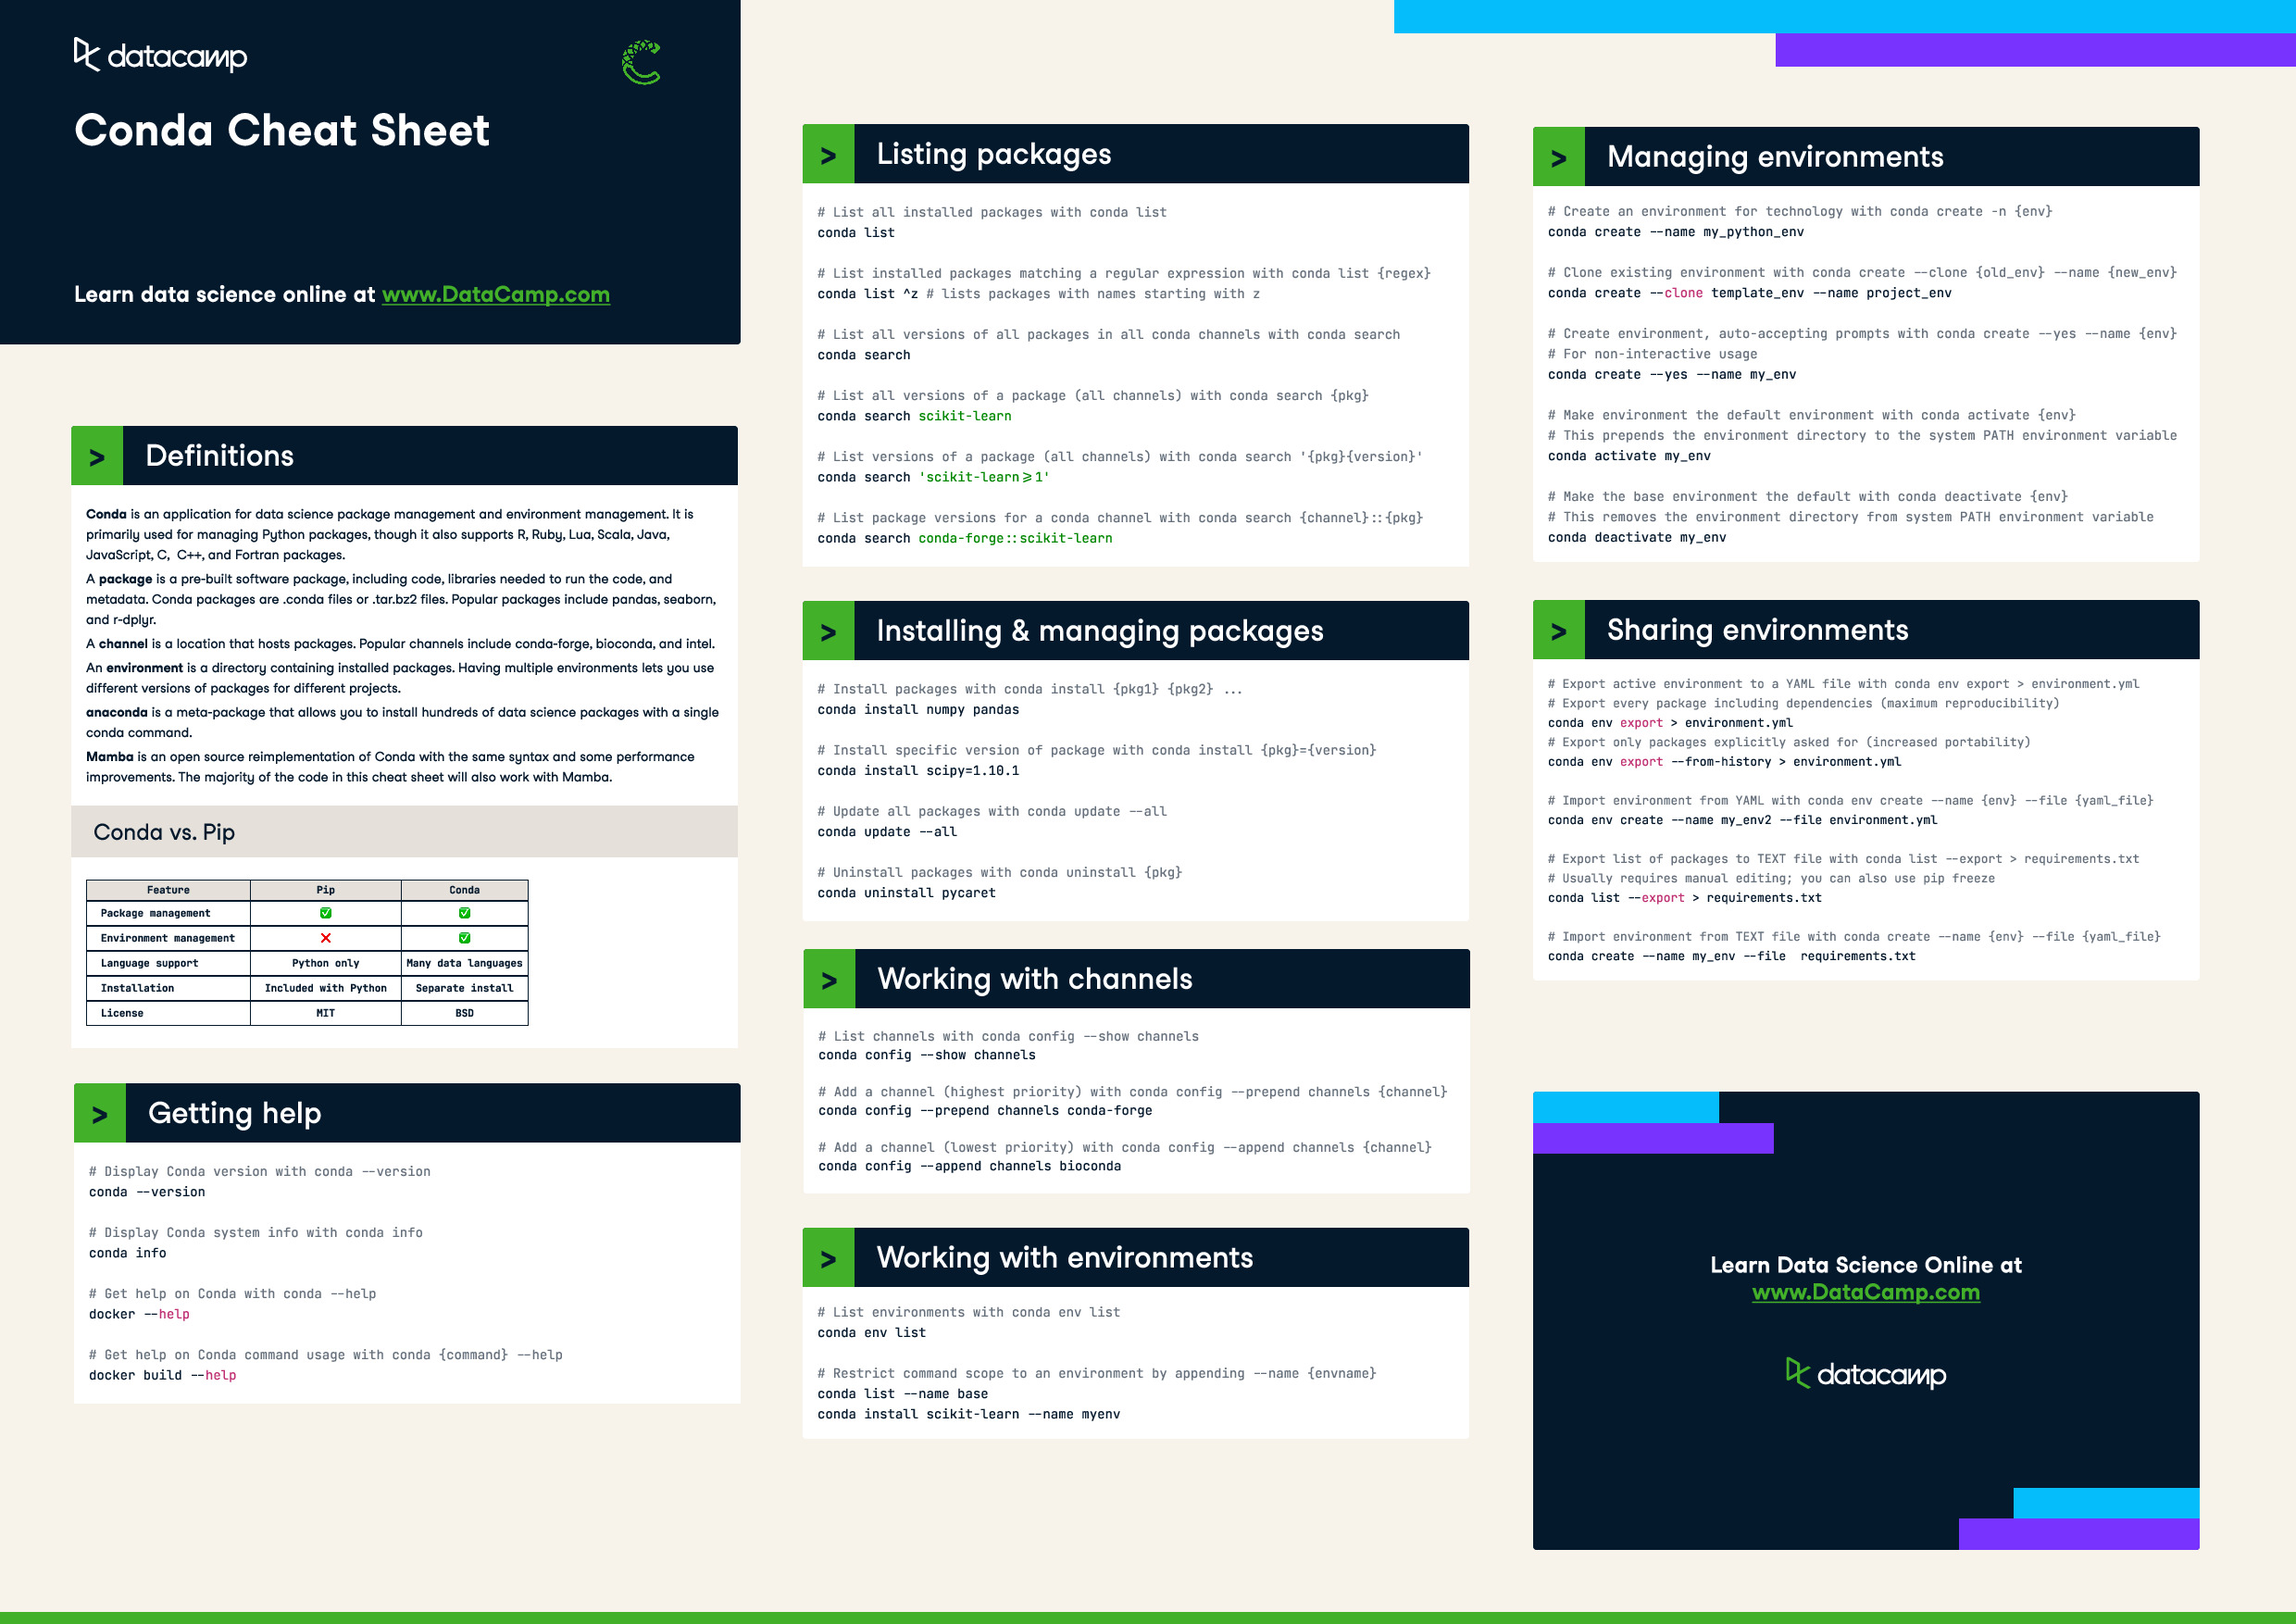 datacamp
Conda Cheat Sheet
Learn data science online at www.DataCamp.com
> Definitions
Conda is an application for data science package management and environment management. It is
primarily used for managing Python packages, though it also supports R, Ruby, Lua, Scala, Java,
JavaScript, C,  C++, and Fortran packages.
A package is a pre-built software package, including code, libraries needed to run the code, and
metadata. Conda packages are .conda files or .tar.bz2 files. Popular packages include pandas, seaborn,
and r-dplyr.
A channel is a location that hosts packages. Popular channels include conda-forge, bioconda, and intel.
An environment is a directory containing installed packages. Having multiple environments lets you use
different versions of packages for different projects.
anaconda is a meta-package that allows you to install hundreds of data science packages with a single
conda command.
Mamba is an open source reimplementation of Conda with the same syntax and some performance
improvements. The majority of the code in this cheat sheet will also work with Mamba.
Conda vs. Pip
Feature Pip Conda
Package management ✅ ✅
Environment management ❌ ✅
Language support Python only Many data languages
Installation Included with Python Separate install
License MIT BSD
> Getting help
# Display Conda version with conda --version
conda --version
# Display Conda system info with conda info
conda info
# Get help on Conda with conda --help
docker --help
# Get help on Conda command usage with conda {command} --help
docker build --help
> Listing packages
# List all installed packages with conda list
conda list
# List installed packages matching a regular expression with conda list {regex}
conda list ^z # lists packages with names starting with z
# List all versions of all packages in all conda channels with conda search
conda search
# List all versions of a package (all channels) with conda search {pkg}
conda search scikit-learn
# List versions of a package (all channels) with conda search '{pkg}{version}'
conda search 'scikit-learn>=1'
# List package versions for a conda channel with conda search {channel}::{pkg}
conda search conda-forge::scikit-learn
> Installing & managing packages
# Install packages with conda install {pkg1} {pkg2} ...
conda install numpy pandas
# Install specific version of package with conda install {pkg}={version}
conda install scipy=1.10.1
# Update all packages with conda update --all
conda update --all
# Uninstall packages with conda uninstall {pkg}
conda uninstall pycaret
> Working with channels
# List channels with conda config --show channels
conda config --show channels
# Add a channel (highest priority) with conda config --prepend channels {channel}
conda config --prepend channels conda-forge
# Add a channel (lowest priority) with conda config --append channels {channel}
conda config --append channels bioconda
> Working with environments
# List environments with conda env list
conda env list
# Restrict command scope to an environment by appending --name {envname}
conda list --name base
conda install scikit-learn --name myenv
> Managing environments
# Create an environment for technology with conda create -n {env}
conda create --name my_python_env
# Clone existing environment with conda create --clone {old_env} --name {new_env}
conda create --clone template_env --name project_env
# Create environment, auto-accepting prompts with conda create --yes --name {env}
# For non-interactive usage
conda create --yes --name my_env
# Make environment the default environment with conda activate {env}
# This prepends the environment directory to the system PATH environment variable
conda activate my_env
# Make the base environment the default with conda deactivate {env}
# This removes the environment directory from system PATH environment variable
conda deactivate my_env
> Sharing environments
# Export active environment to a YAML file with conda env export > environment.yml
# Export every package including dependencies (maximum reproducibility)
conda env export > environment.yml
# Export only packages explicitly asked for (increased portability)
conda env export --from-history > environment.yml
# Import environment from YAML with conda env create --name {env} --file {yaml_file}
conda env create --name my_env2 --file environment.yml
# Export list of packages to TEXT file with conda list --export > requirements.txt
# Usually requires manual editing; you can also use pip freeze
conda list --export > requirements.txt
# Import environment from TEXT file with conda create --name {env} --file {yaml_file}
conda create --name my_env --file  requirements.txt
Learn Data Science Online at
www.DataCamp.com
datacamp